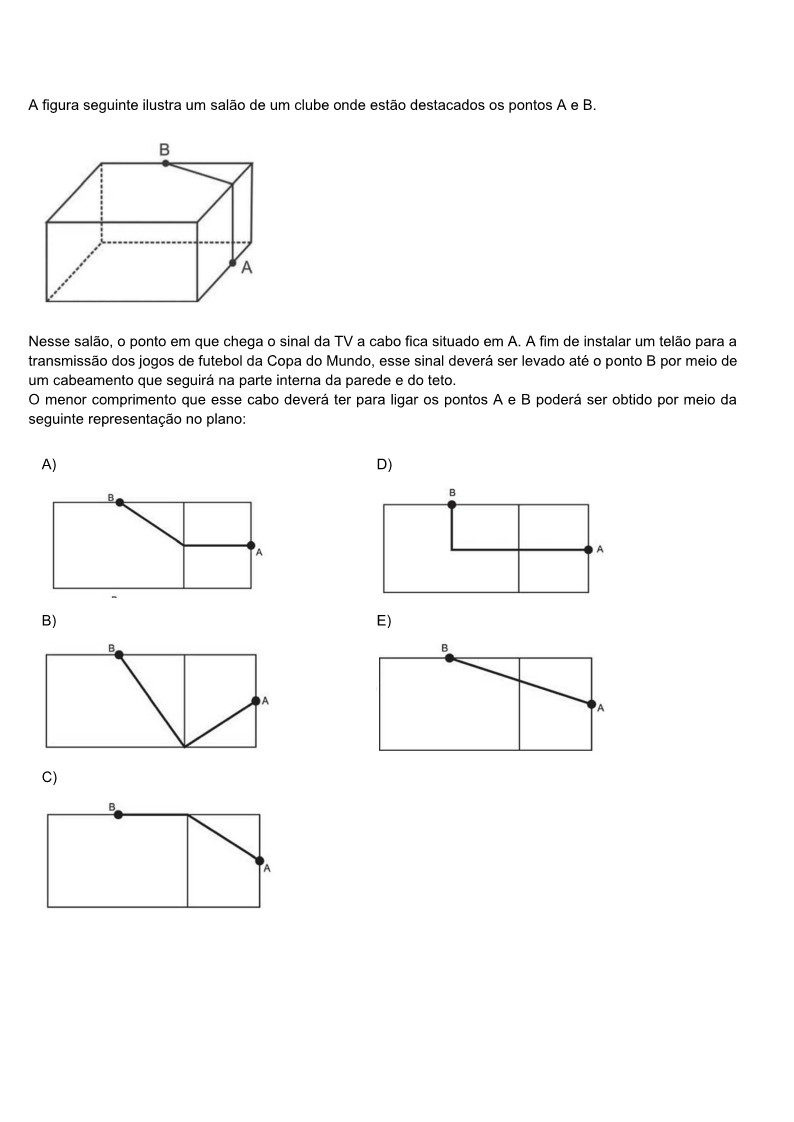 A figura seguinte ilustra um salão de um clube onde estão destacados os pontos A e B.
B
A
Nesse salão, o ponto em que chega o sinal da TV a cabo fica situado em A. A fim de instalar um telão para a
transmissão dos jogos de futebol da Copa do Mundo, esse sinal deverá ser levado até o ponto B por meio de
um cabeamento que seguirá na parte interna da parede e do teto.
O menor comprimento que esse cabo deverá ter para ligar os pontos A e B poderá ser obtido por meio da
seguinte representação no plano:
A)
B
A
B)
B
A
C)
B
A
D)
B
A
E)
B
A